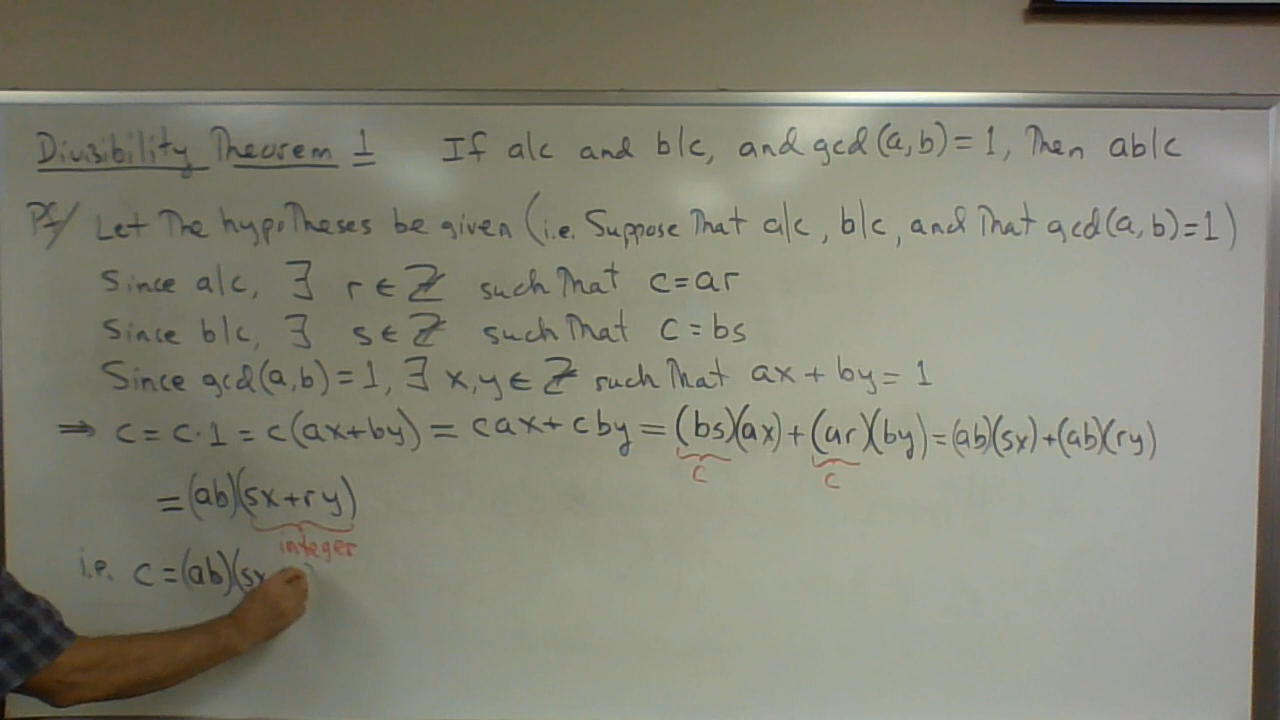 Divisibility Theorem 1 If a|c and b|c, and gcd(a,b)=1, Then ab|c
Pf/ Let The hypotheses be given (i.e. Suppose That a|c, b|c, and That gcd(a,b)=1)
Since a|c, ∃ r∈ℤ such That c=ar
Since b|c, ∃ s∈ℤ such That c=bs
Since gcd(a,b)=1, ∃ x,y∈ℤ such That ax+by=1
⇒ c=c·1=c(ax+by)=cax+cby=(bs)(ax)+(ar)(by)=(ab)(sx)+(ab)(ry)
c c
=(ab)(sx+ry)
integer
i.e. c=(ab)(sx